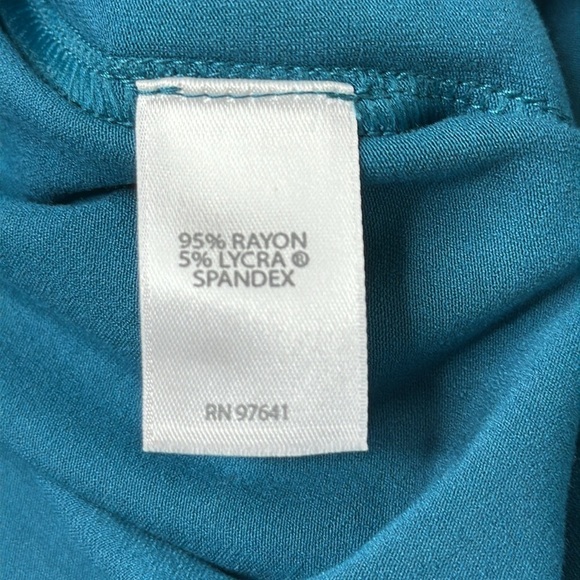 95% RAYON
5% LYCRA ®
SPANDEX
RN 97641